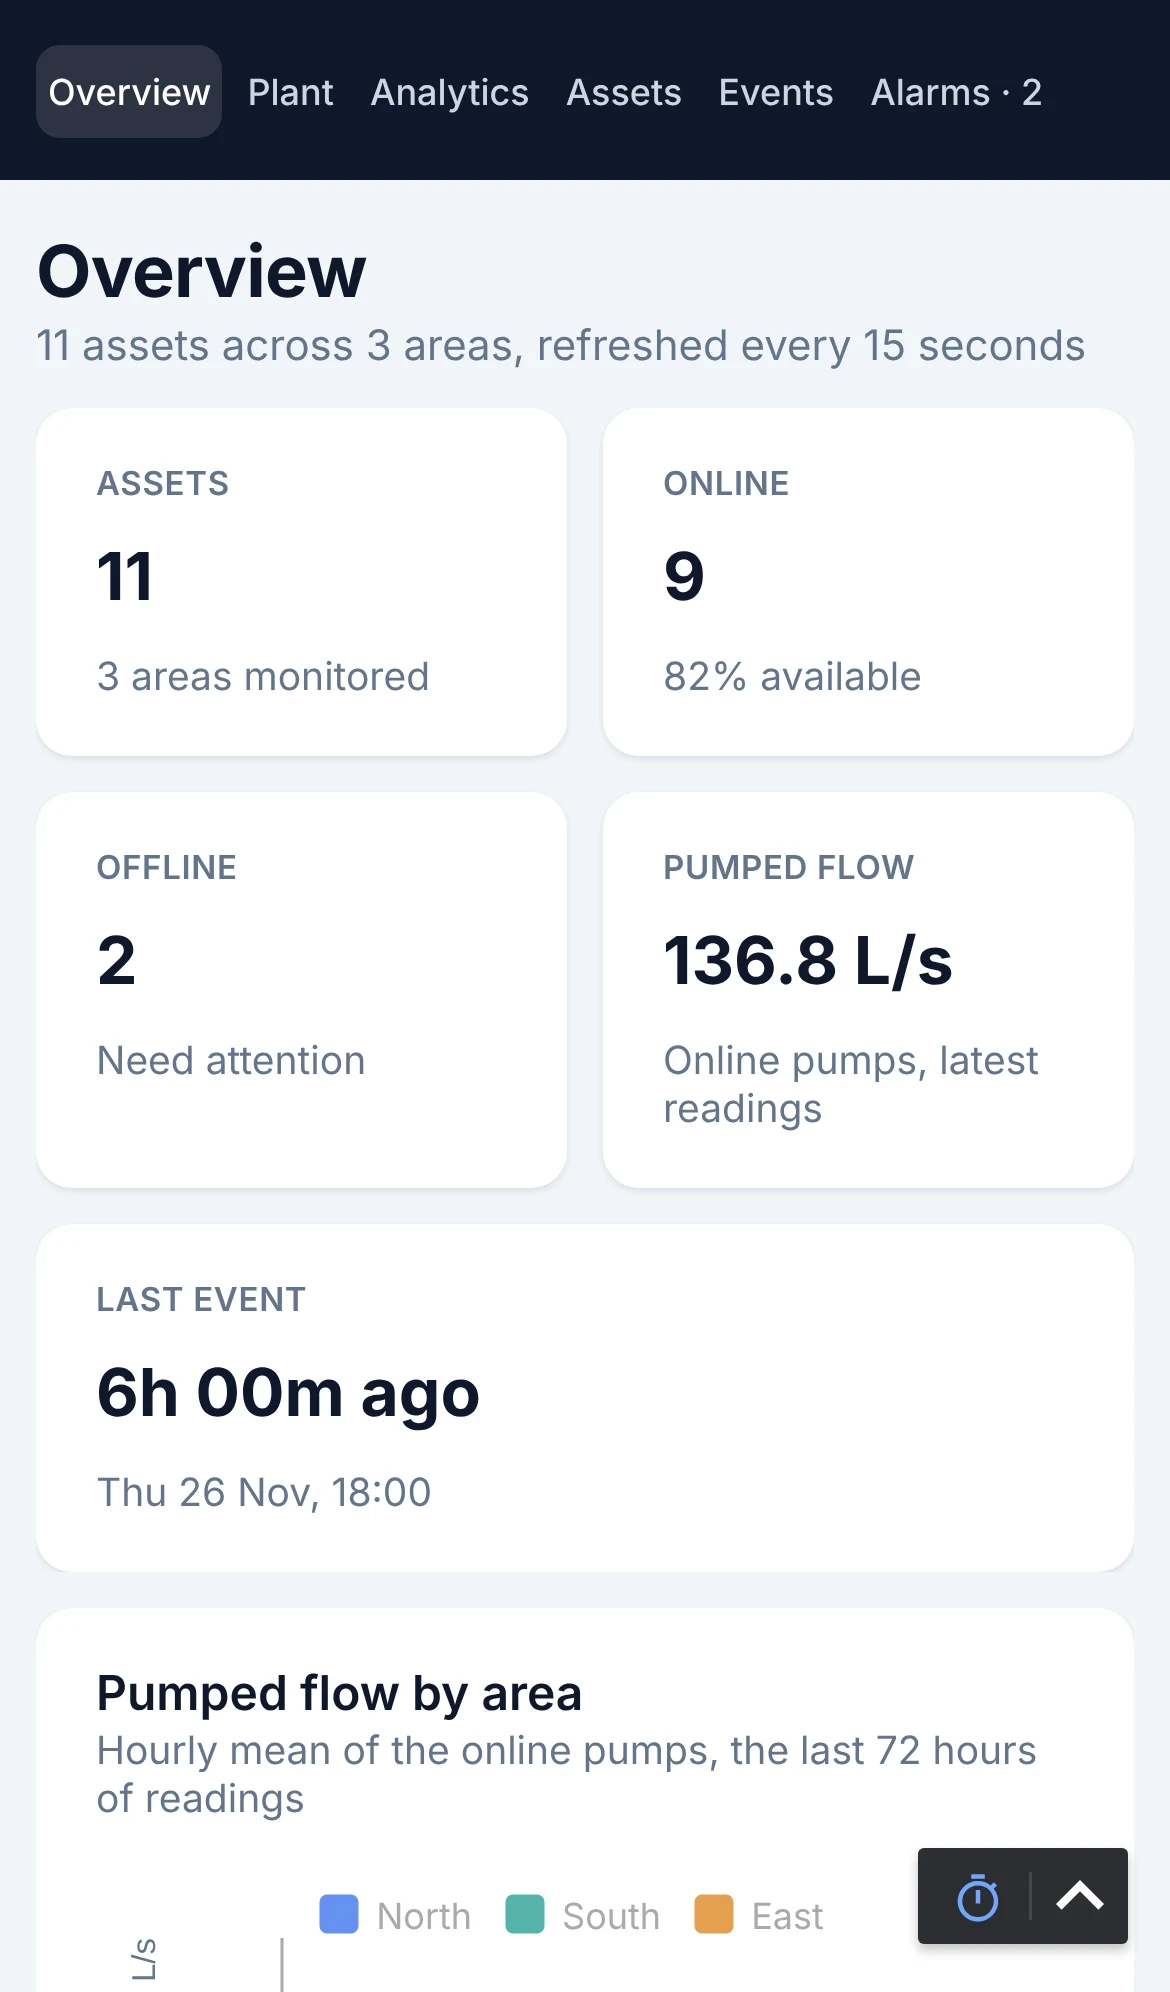 Overview Plant Analytics Assets Events Alarms · 2
Overview
11 assets across 3 areas, refreshed every 15 seconds
ASSETS
11
3 areas monitored
ONLINE
9
82% available
OFFLINE
2
Need attention
PUMPED FLOW
136.8 L/s
Online pumps, latest
readings
LAST EVENT
6h 00m ago
Thu 26 Nov, 18:00
Pumped flow by area
Hourly mean of the online pumps, the last 72 hours
of readings
North South East
L/s